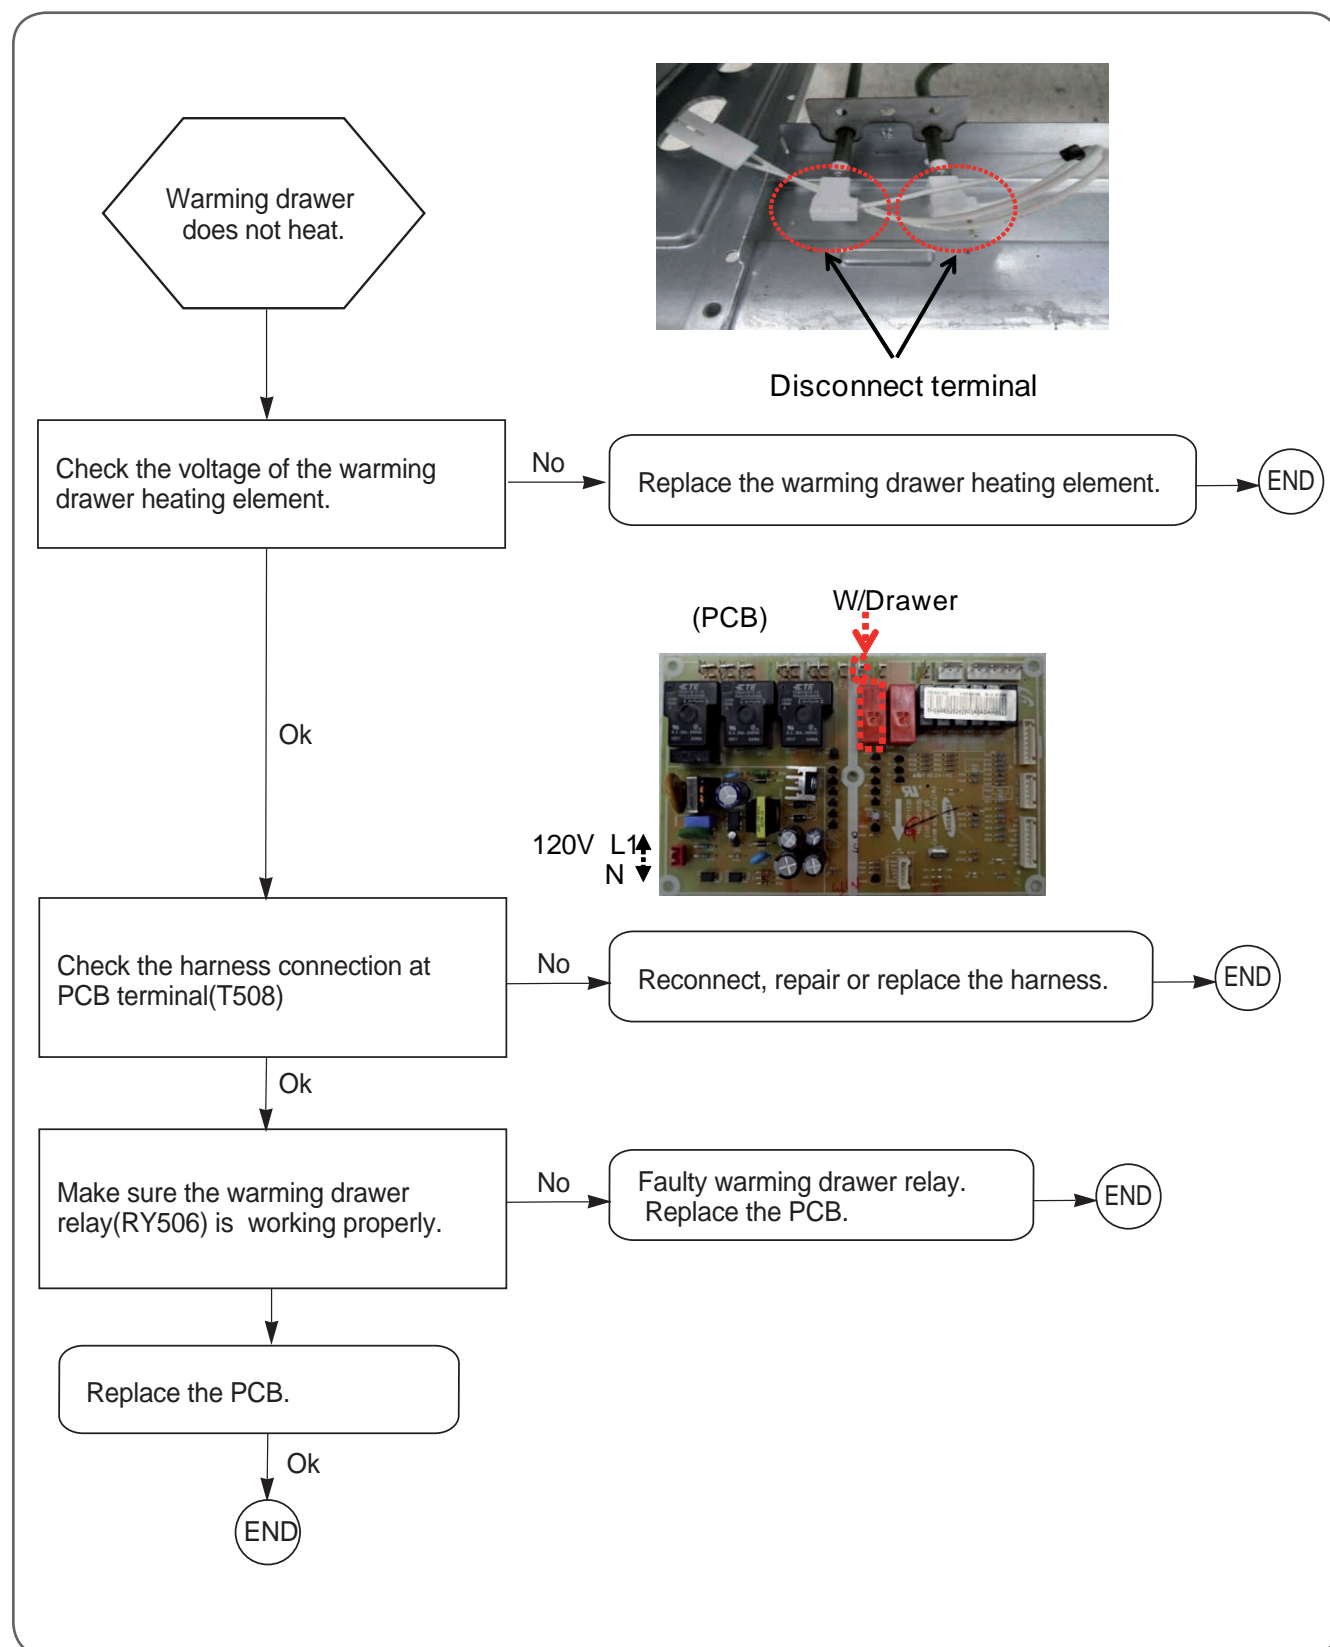 Warming drawer
does not heat.
Disconnect terminal
Check the voltage of the warming
drawer heating element.
No
Replace the warming drawer heating element.
END
Ok
(PCB)
W/Drawer
120V L1
N
Check the harness connection at
PCB terminal(T508)
No
Reconnect, repair or replace the harness.
END
Ok
Make sure the warming drawer
relay(RY506) is working properly.
No
Faulty warming drawer relay.
Replace the PCB.
END
Replace the PCB.
Ok
END